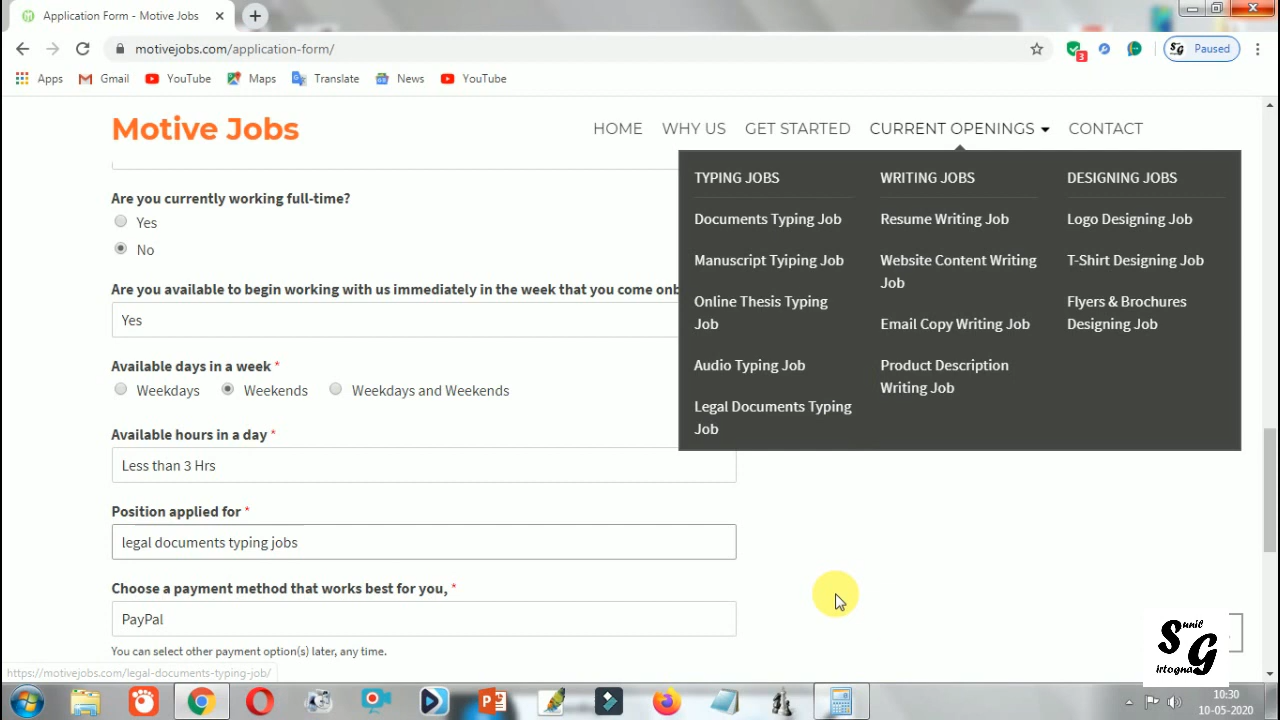 Application Form - Motive Jobs
motivejobs.com/application-form/
3
SG
Paused
Apps
Gmail
YouTube
Maps
Translate
News
YouTube
Motive Jobs
HOME
WHY US
GET STARTED
CURRENT OPENINGS
CONTACT
TYPING JOBS
Documents Typing Job
Manuscript Tyiping Job
Online Thesis Typing
Job
Audio Typing Job
Legal Documents Typing
Job
WRITING JOBS
Resume Writing Job
Website Content Writing
Job
Email Copy Writing Job
Product Description
Writing Job
DESIGNING JOBS
Logo Designing Job
T-Shirt Designing Job
Flyers & Brochures
Designing Job
Are you currently working full-time?
Yes
No
Are you available to begin working with us immediately in the week that you come onb
Yes
Available days in a week *
Weekdays
Weekends
Weekdays and Weekends
Available hours in a day *
Less than 3 Hrs
Position applied for *
legal documents typing jobs
Choose a payment method that works best for you, *
PayPal
You can select other payment option(s) later, any time.
https://motivejobs.com/legal-documents-typing-job/
Sunil
Girtognal
10:30
10-05-2020